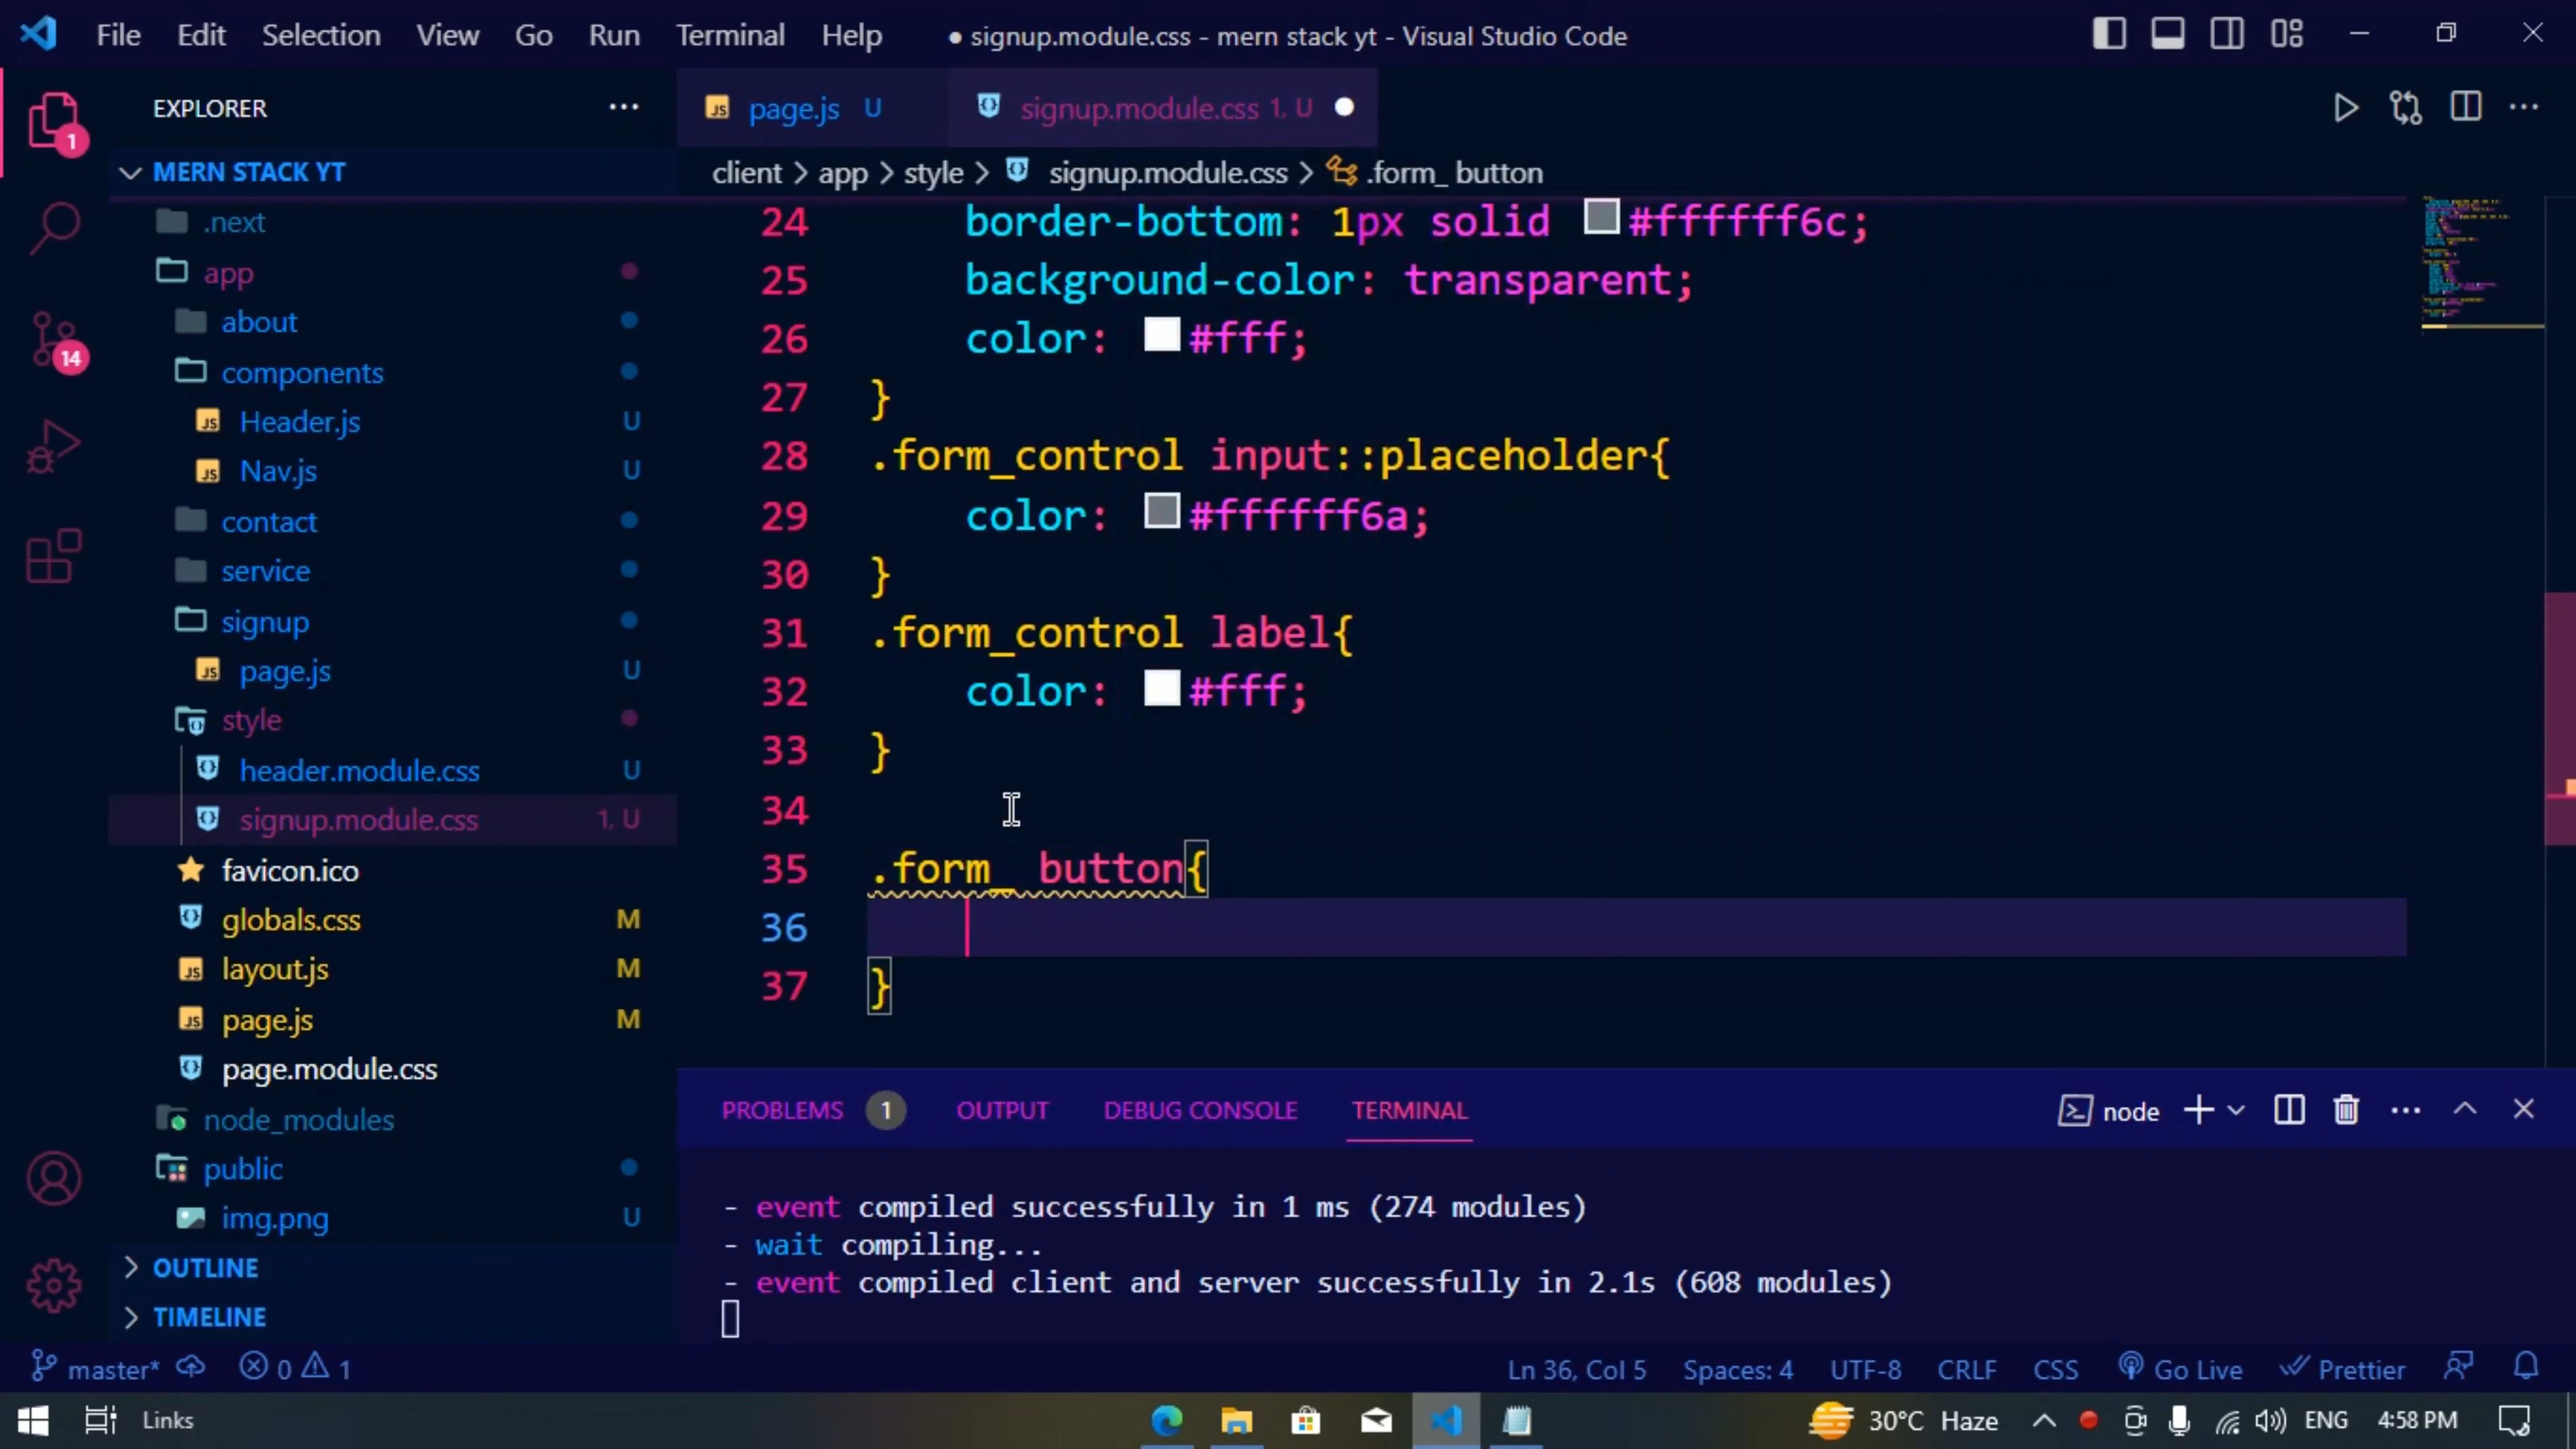 File Edit Selection View Go Run Terminal Help ● signup.module.css - mern stack yt - Visual Studio Code
EXPLORER ...
page.js U signup.module.css 1, U
MERN STACK YT
client > app > style > signup.module.css > .form_ button
.next
app
about
components
Header.js U
Nav.js U
contact
service
signup
page.js U
style
header.module.css U
signup.module.css 1, U
favicon.ico
globals.css M
layout.js M
page.js M
page.module.css
node_modules
public
img.png U
OUTLINE
TIMELINE
1
14
24 border-bottom: 1px solid #ffffff6c;
25 background-color: transparent;
26 color: #fff;
27 }
28 .form_control input::placeholder{
29 color: #ffffff6a;
30 }
31 .form_control label{
32 color: #fff;
33 }
34
35 .form_ button{
36
37 }
PROBLEMS 1 OUTPUT DEBUG CONSOLE TERMINAL node
- event compiled successfully in 1 ms (274 modules)
- wait compiling...
- event compiled client and server successfully in 2.1s (608 modules)
master* 0 1 Ln 36, Col 5 Spaces: 4 UTF-8 CRLF CSS Go Live Prettier
Links 30°C Haze ENG 4:58 PM